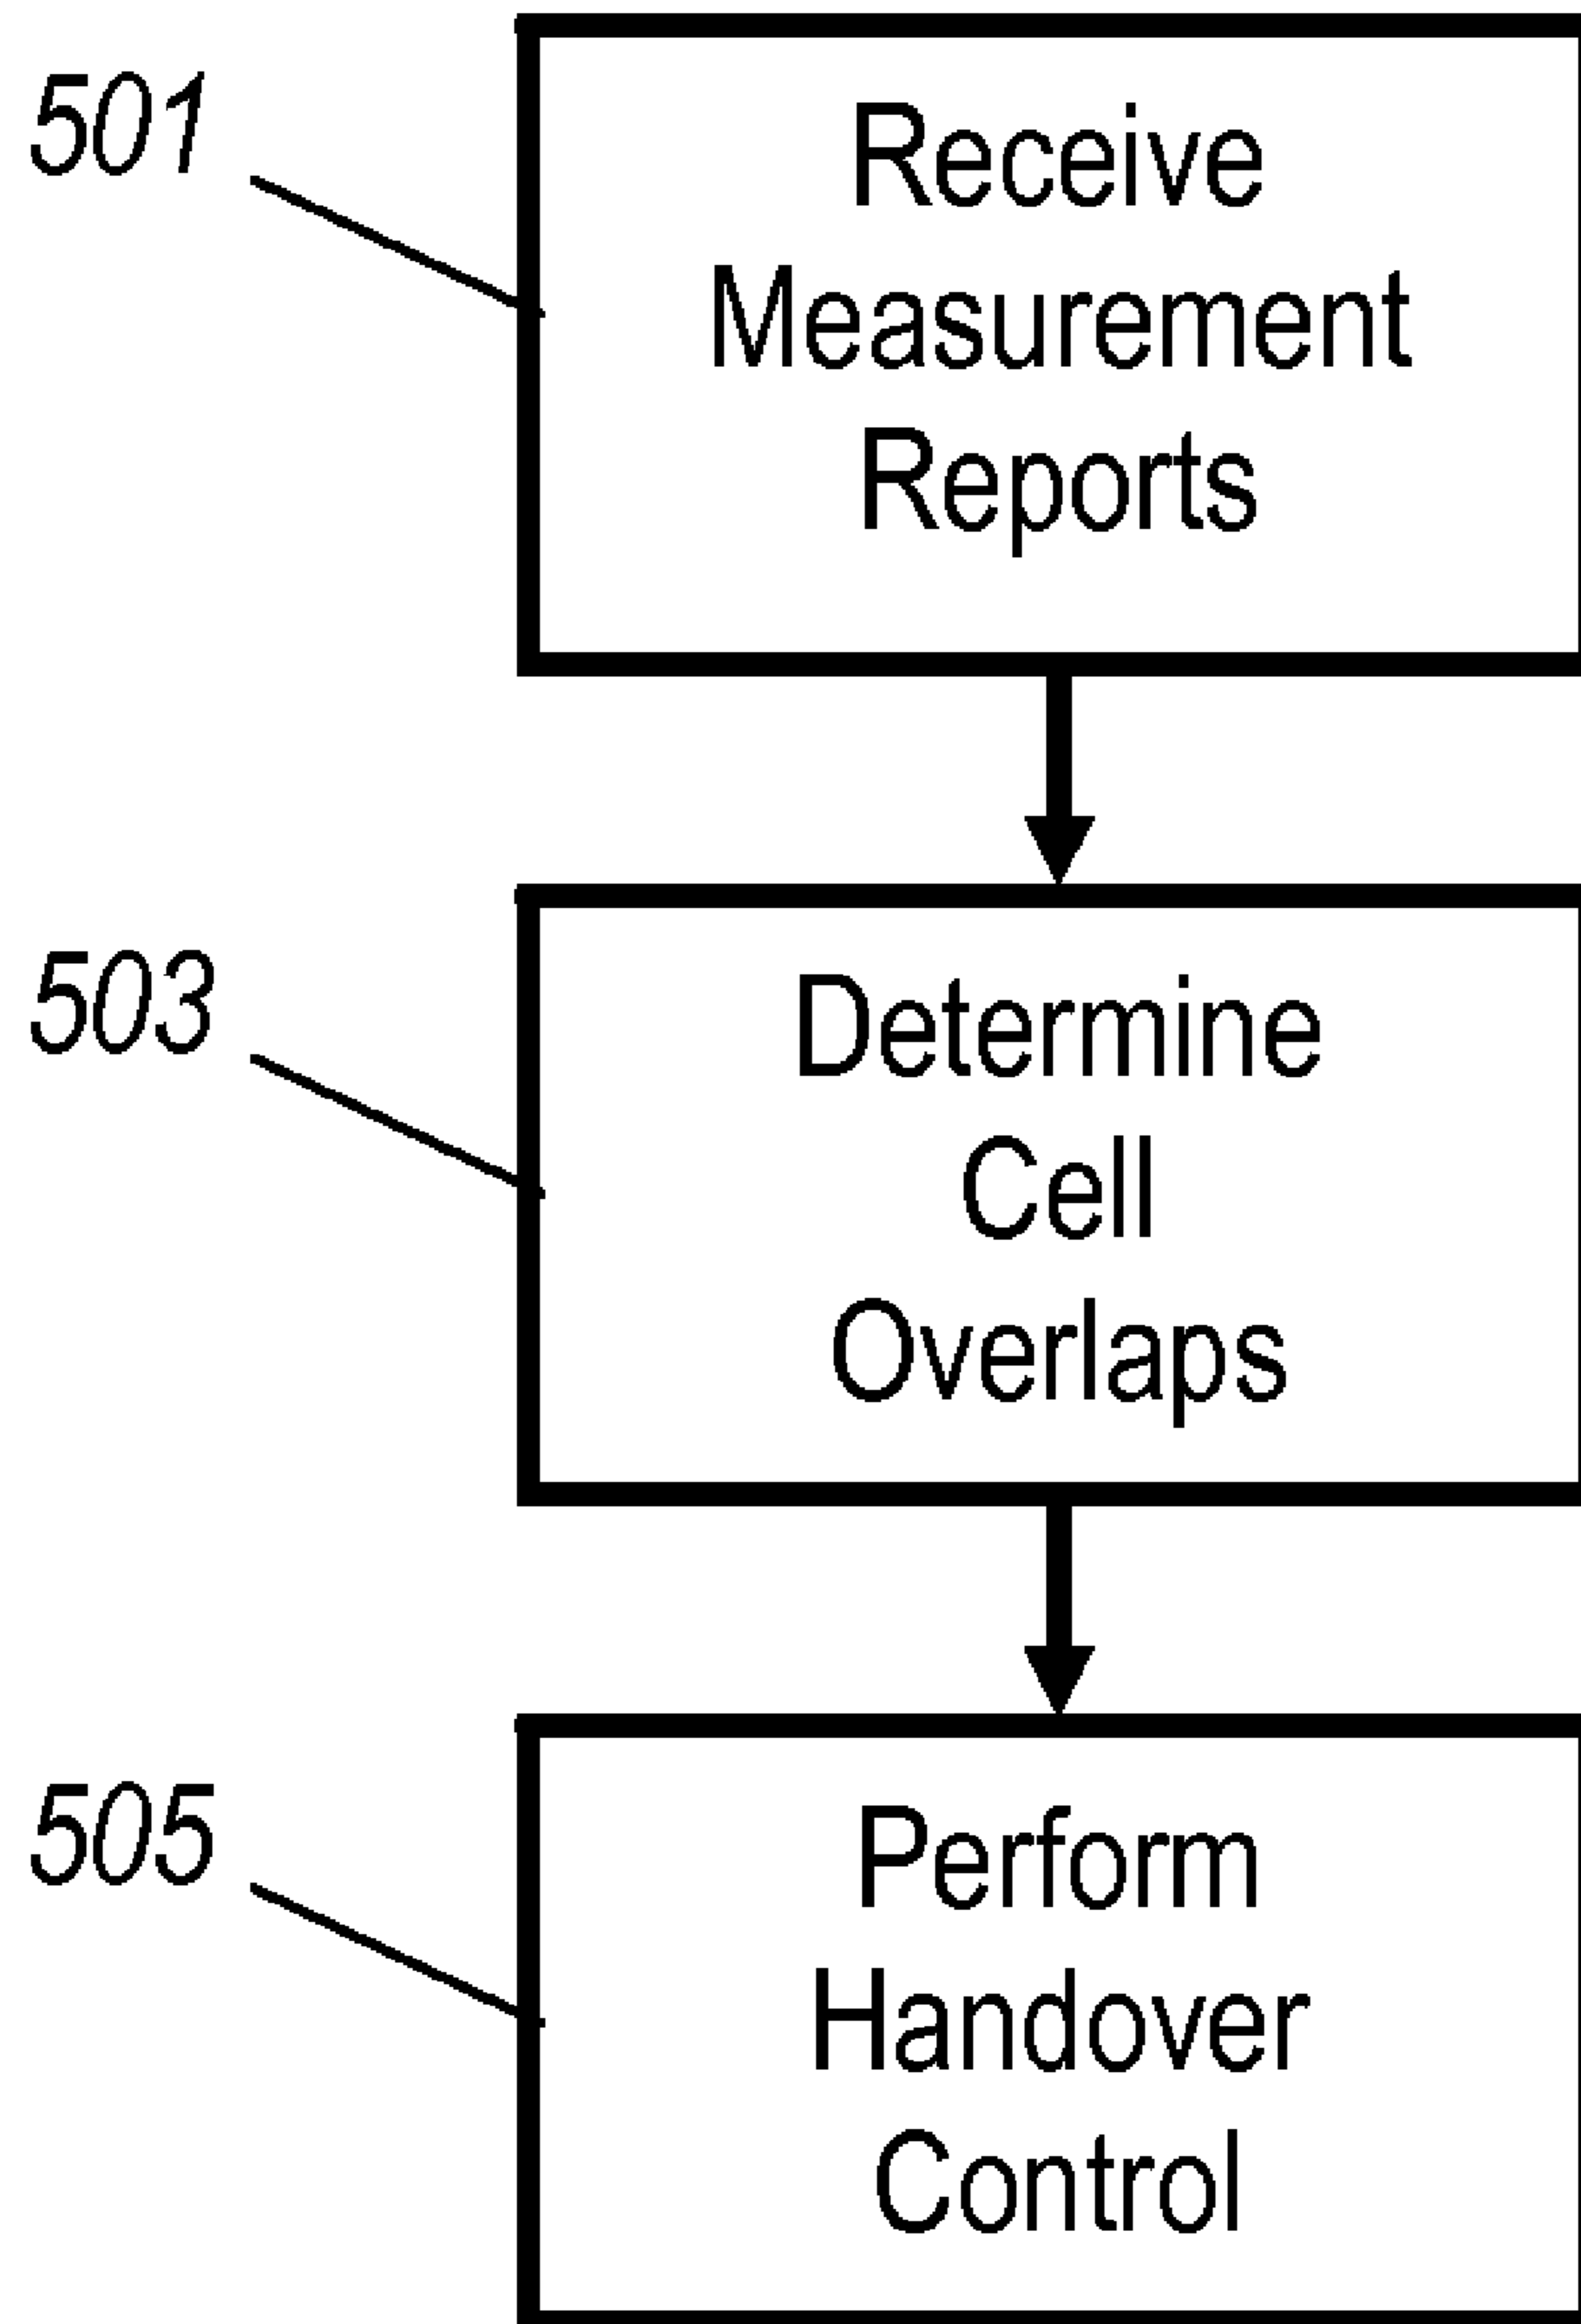 501
Receive
Measurement
Reports
503
Determine
Cell
Overlaps
505
Perform
Handover
Control